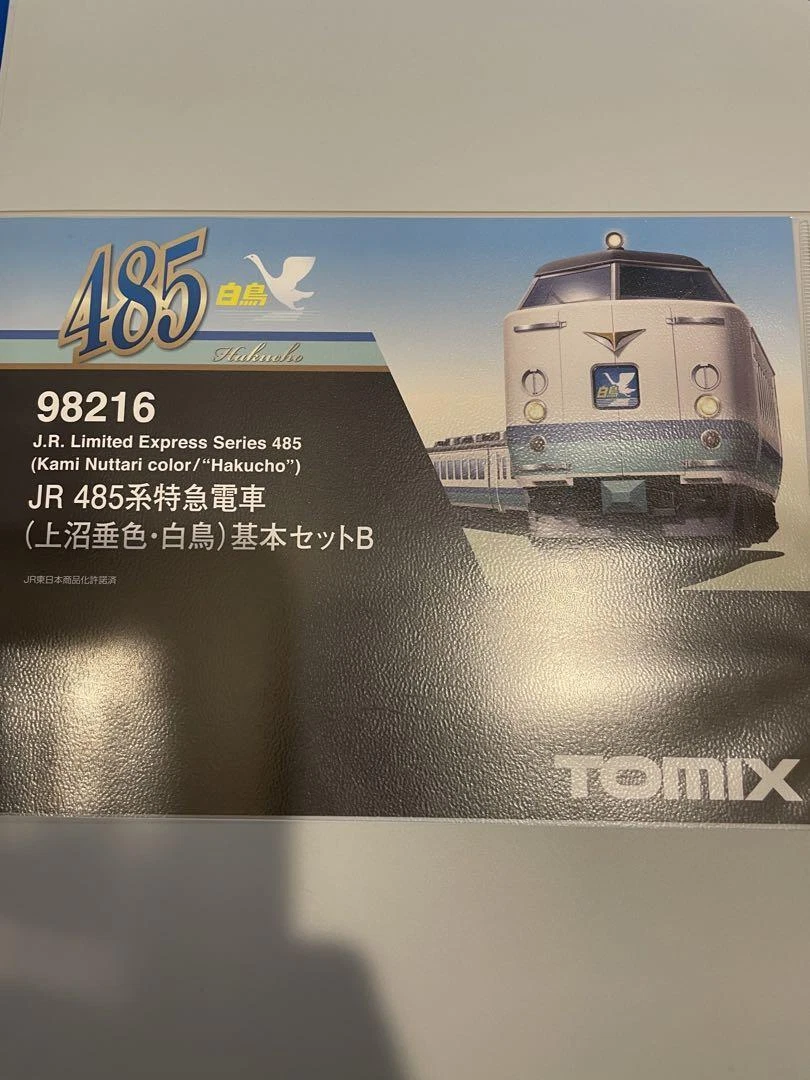 485
白鳥
Hakucho
98216
J.R. Limited Express Series 485
(Kami Nuttari color/“Hakucho”)
JR 485系特急電車
(上沼垂色・白鳥)基本セットB
JR東日本商品化許諾済
白鳥
TOMIX